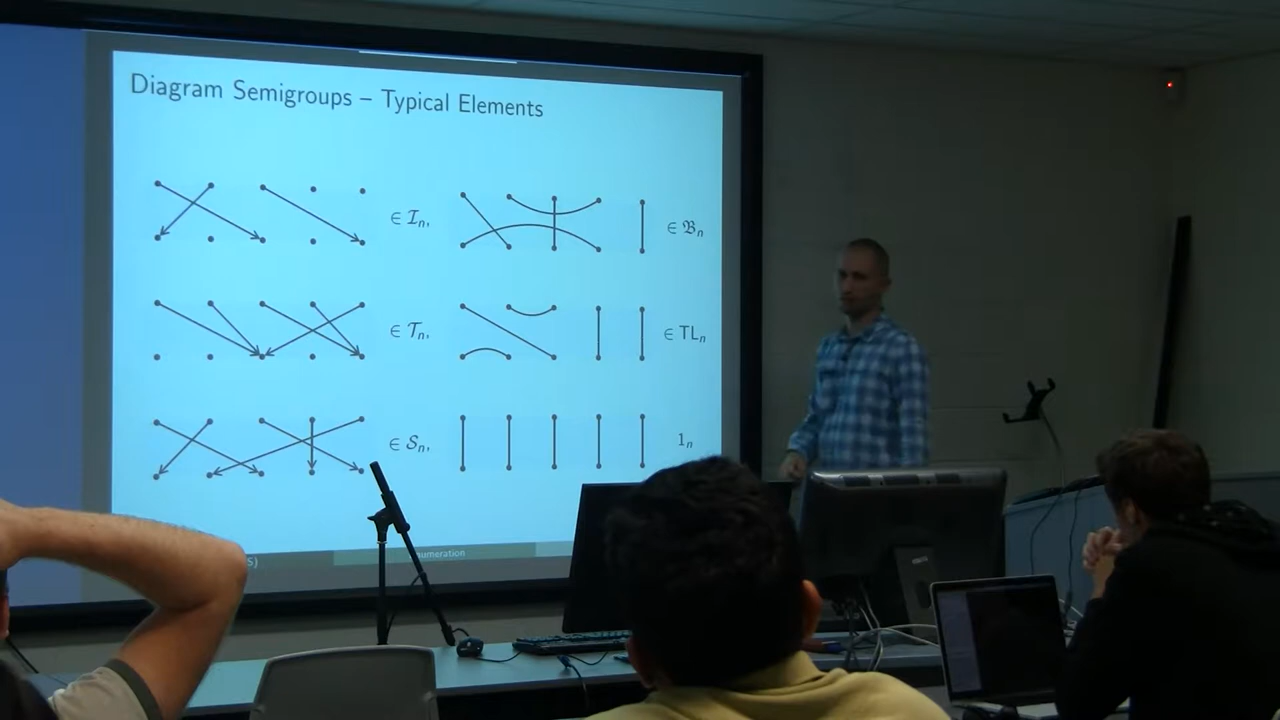 Diagram Semigroups – Typical Elements
∈ 𝓘ₙ,
∈ 𝔅ₙ
∈ 𝒯ₙ,
∈ TLₙ
∈ 𝒮ₙ,
1ₙ